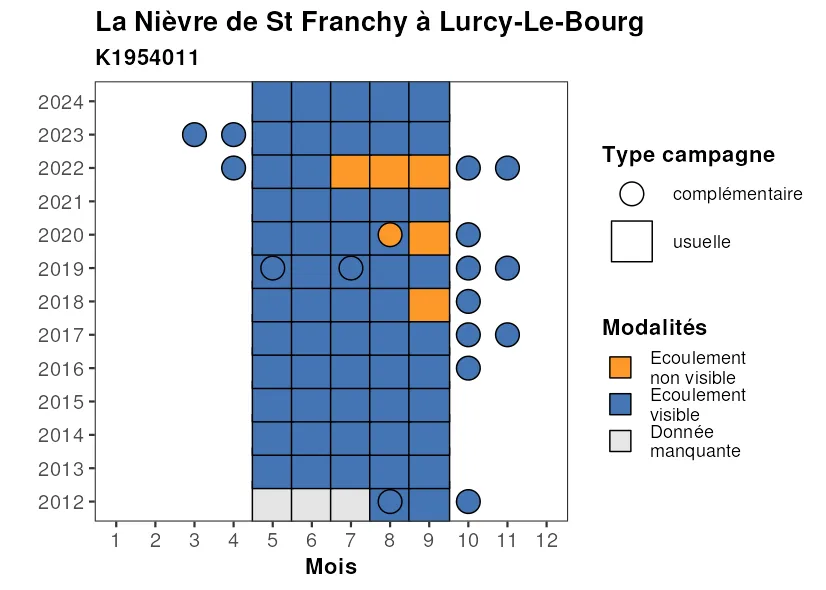 La Nièvre de St Franchy à Lurcy-Le-Bourg
K1954011
2024
2023
2022
2021
2020
2019
2018
2017
2016
2015
2014
2013
2012
1 2 3 4 5 6 7 8 9 10 11 12
Mois
Type campagne
complémentaire
usuelle
Modalités
Ecoulement
non visible
Ecoulement
visible
Donnée
manquante